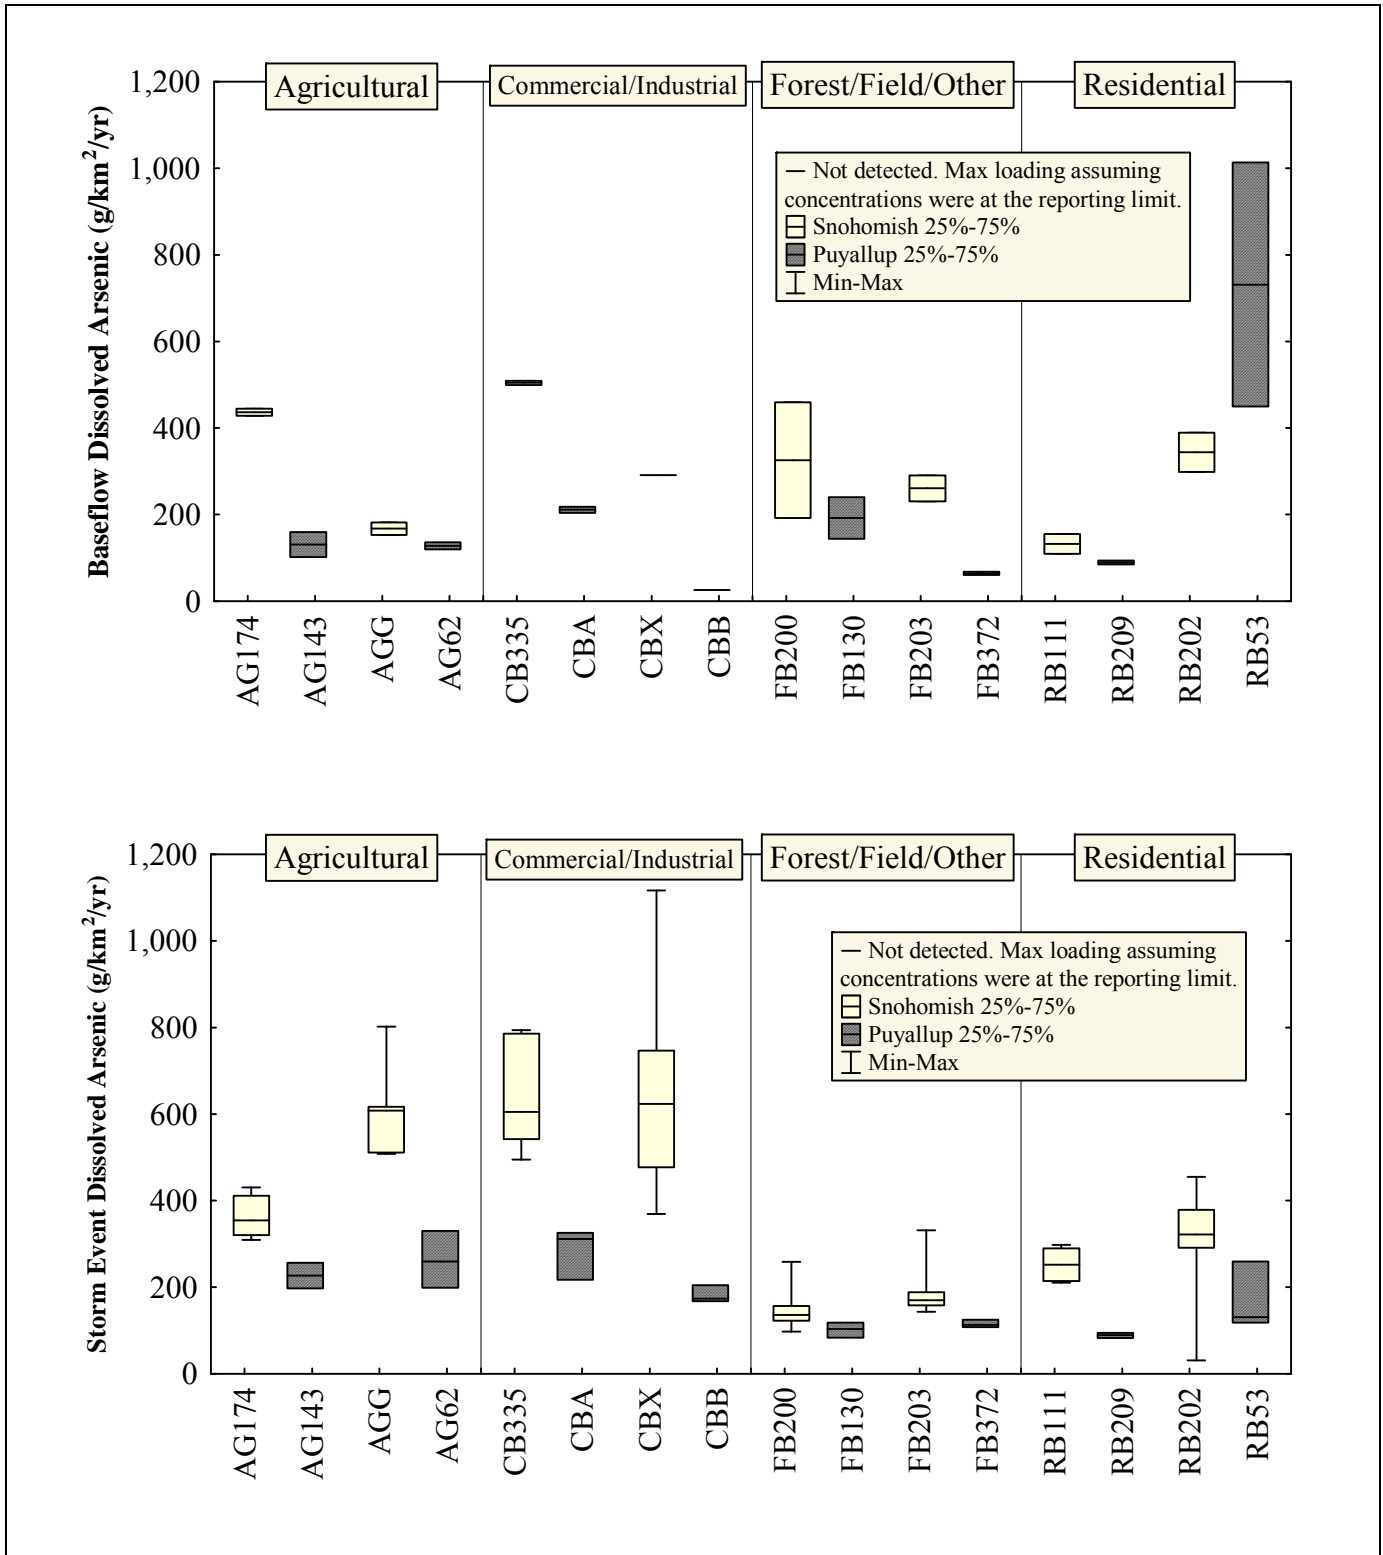 Agricultural
Commercial/Industrial
Forest/Field/Other
Residential
Baseflow Dissolved Arsenic (g/km²/yr)
1,200
1,000
800
600
400
200
0
— Not detected. Max loading assuming
concentrations were at the reporting limit.
Snohomish 25%-75%
Puyallup 25%-75%
Min-Max
AG174
AG143
AGG
AG62
CB335
CBA
CBX
CBB
FB200
FB130
FB203
FB372
RB111
RB209
RB202
RB53
Agricultural
Commercial/Industrial
Forest/Field/Other
Residential
Storm Event Dissolved Arsenic (g/km²/yr)
1,200
1,000
800
600
400
200
0
— Not detected. Max loading assuming
concentrations were at the reporting limit.
Snohomish 25%-75%
Puyallup 25%-75%
Min-Max
AG174
AG143
AGG
AG62
CB335
CBA
CBX
CBB
FB200
FB130
FB203
FB372
RB111
RB209
RB202
RB53